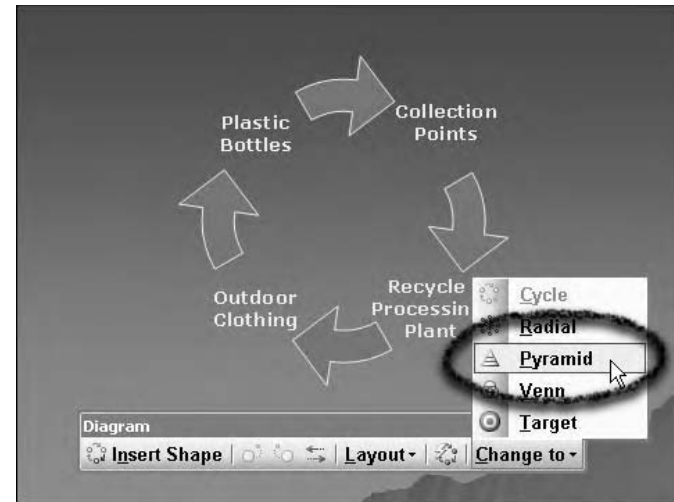 Plastic
Bottles
Collection
Points
Recycle
Processin
Plant
Outdoor
Clothing
Cycle
Radial
Pyramid
Venn
Target
Diagram
Insert Shape
Layout
Change to